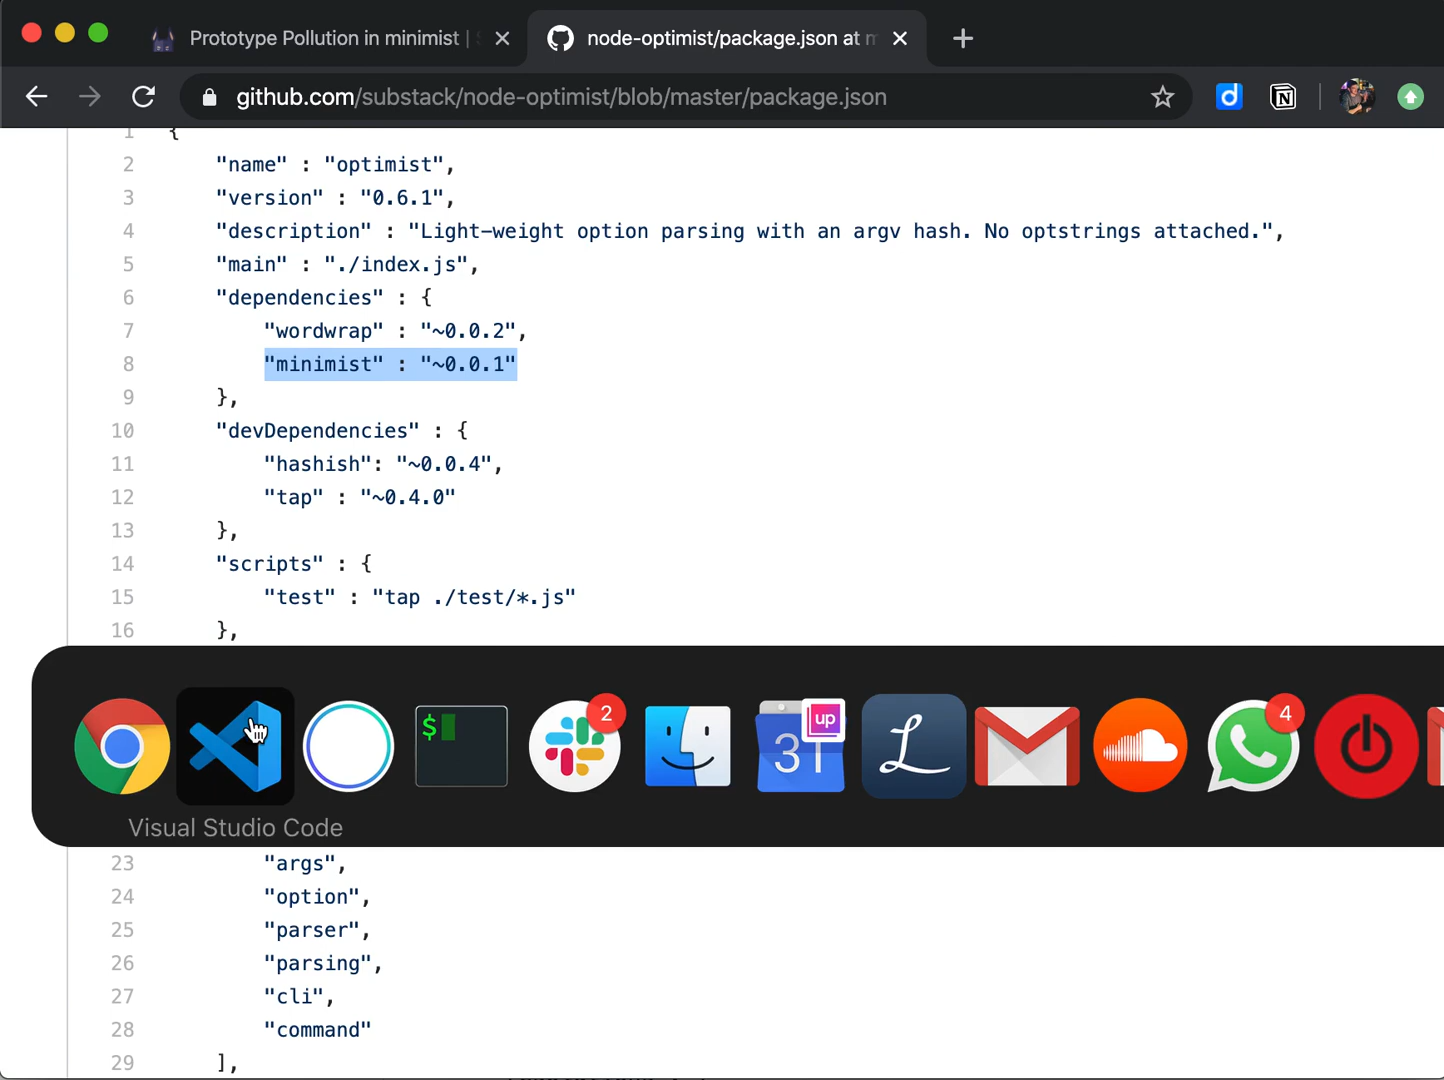 Prototype Pollution in minimist |
node-optimist/package.json at m
github.com/substack/node-optimist/blob/master/package.json
1 {
2 "name" : "optimist",
3 "version" : "0.6.1",
4 "description" : "Light-weight option parsing with an argv hash. No optstrings attached.",
5 "main" : "./index.js",
6 "dependencies" : {
7 "wordwrap" : "~0.0.2",
8 "minimist" : "~0.0.1"
9 },
10 "devDependencies" : {
11 "hashish": "~0.0.4",
12 "tap" : "~0.4.0"
13 },
14 "scripts" : {
15 "test" : "tap ./test/*.js"
16 },
$
2
up
31
L
4
Visual Studio Code
23 "args",
24 "option",
25 "parser",
26 "parsing",
27 "cli",
28 "command"
29 ],